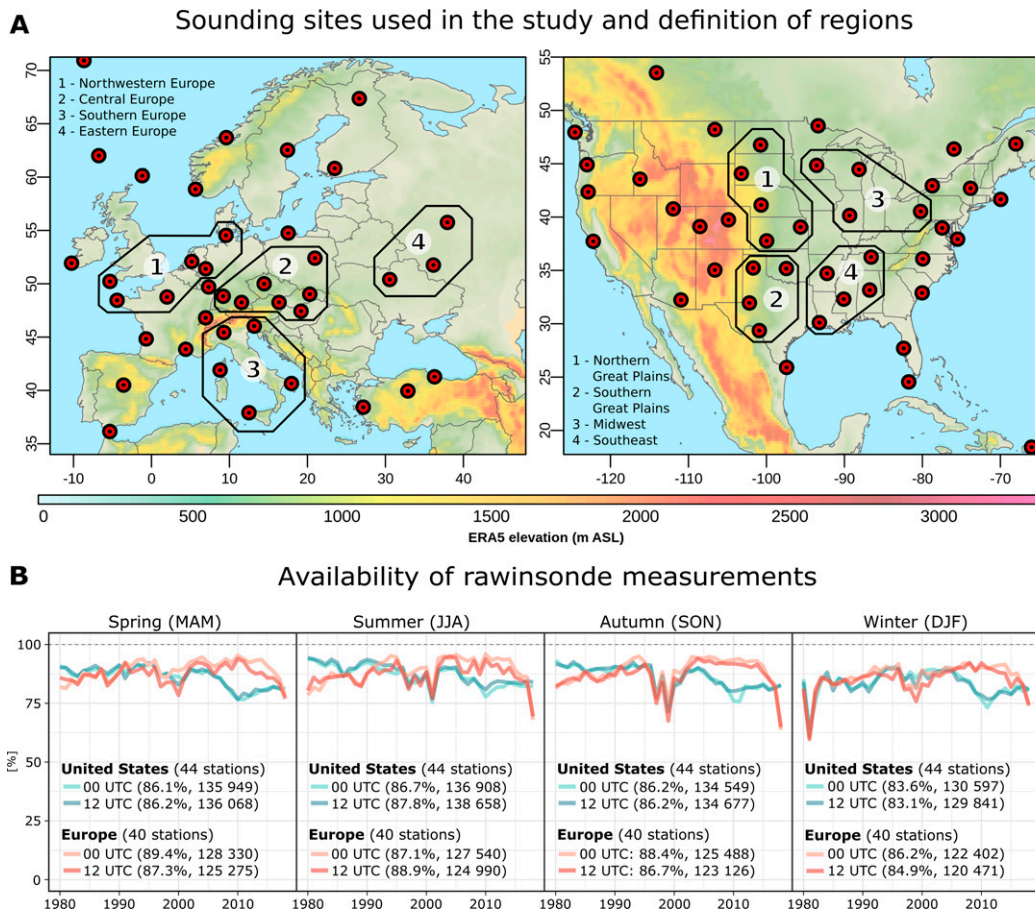 A
Sounding sites used in the study and definition of regions
1 - Northwestern Europe
2 - Central Europe
3 - Southern Europe
4 - Eastern Europe
70
65
60
55
50
45
40
35
-10
0
10
20
30
40
1
2
3
4
55
50
45
40
35
30
25
20
-120
-110
-100
-90
-80
-70
1
2
3
4
1 - Northern
Great Plains
2 - Southern
Great Plains
3 - Midwest
4 - Southeast
0 500 1000 1500 2000 2500 3000
ERA5 elevation (m ASL)
B
Availability of rawinsonde measurements
Spring (MAM)
Summer (JJA)
Autumn (SON)
Winter (DJF)
[%]
100
75
50
25
0
United States (44 stations)
00 UTC (86.1%, 135 949)
12 UTC (86.2%, 136 068)
Europe (40 stations)
00 UTC (89.4%, 128 330)
12 UTC (87.3%, 125 275)
United States (44 stations)
00 UTC (86.7%, 136 908)
12 UTC (87.8%, 138 658)
Europe (40 stations)
00 UTC (87.1%, 127 540)
12 UTC (88.9%, 124 990)
United States (44 stations)
00 UTC (86.2%, 134 549)
12 UTC (86.2%, 134 677)
Europe (40 stations)
00 UTC: 88.4%, 125 488)
12 UTC: 86.7%, 123 126)
United States (44 stations)
00 UTC (83.6%, 130 597)
12 UTC (83.1%, 129 841)
Europe (40 stations)
00 UTC (86.2%, 122 402)
12 UTC (84.9%, 120 471)
1980 1990 2000 2010
1980 1990 2000 2010
1980 1990 2000 2010
1980 1990 2000 2010